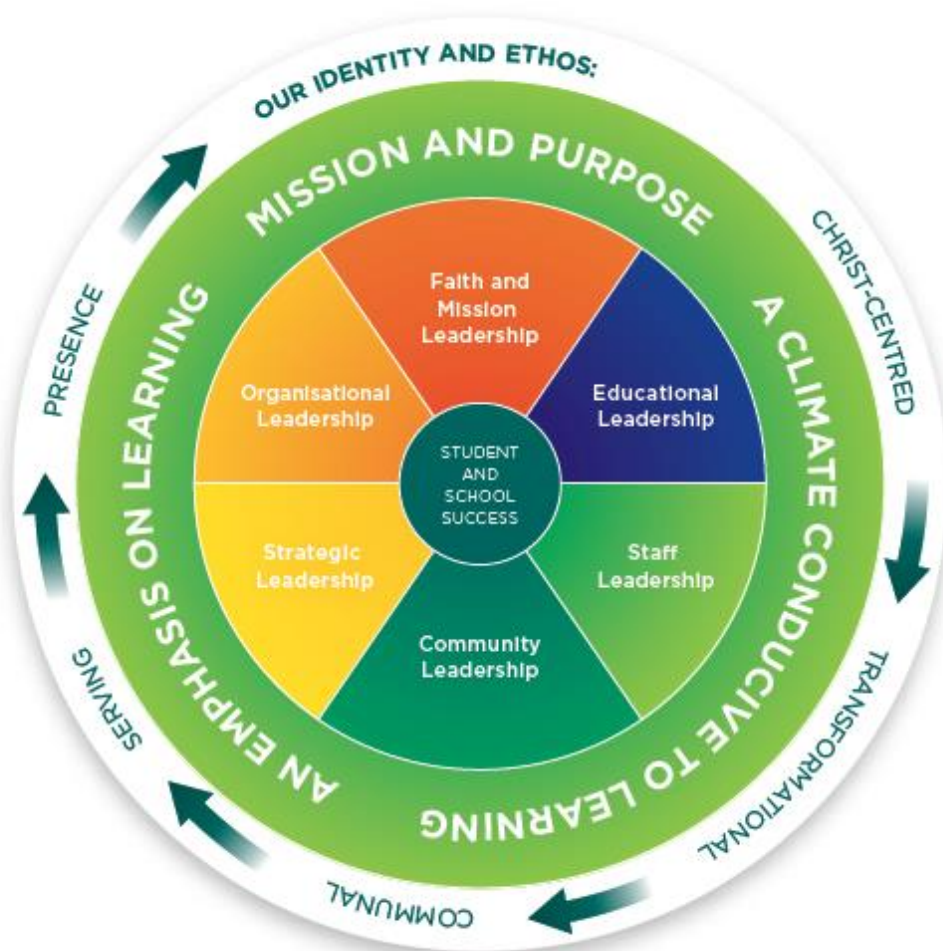 OUR IDENTITY AND ETHOS:
CHRIST-CENTRED
TRANSFORMATIONAL
COMMUNAL
SERVING
PRESENCE
MISSION AND PURPOSE
A CLIMATE CONDUCIVE TO LEARNING
AN EMPHASIS ON LEARNING
Faith and
Mission
Leadership
Educational
Leadership
Staff
Leadership
Community
Leadership
Strategic
Leadership
Organisational
Leadership
STUDENT
AND
SCHOOL
SUCCESS